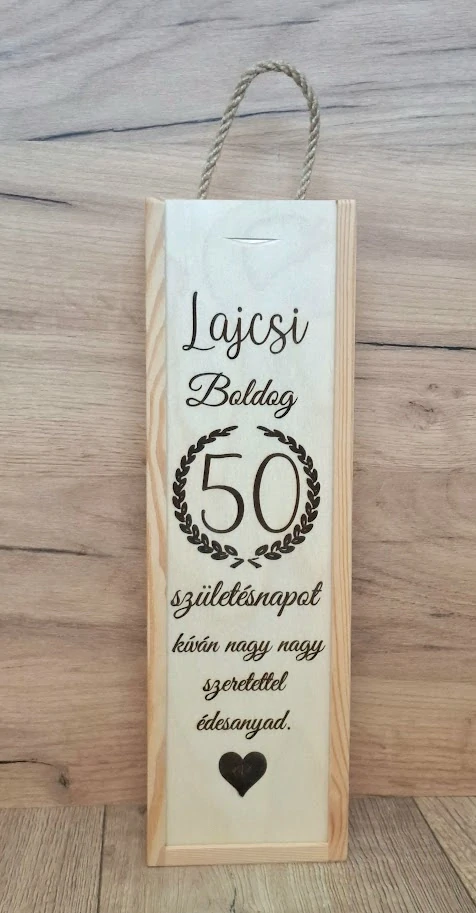 Lajcsi
Boldog
50
születésnapot
kíván nagy nagy
szeretettel
édesanyad.